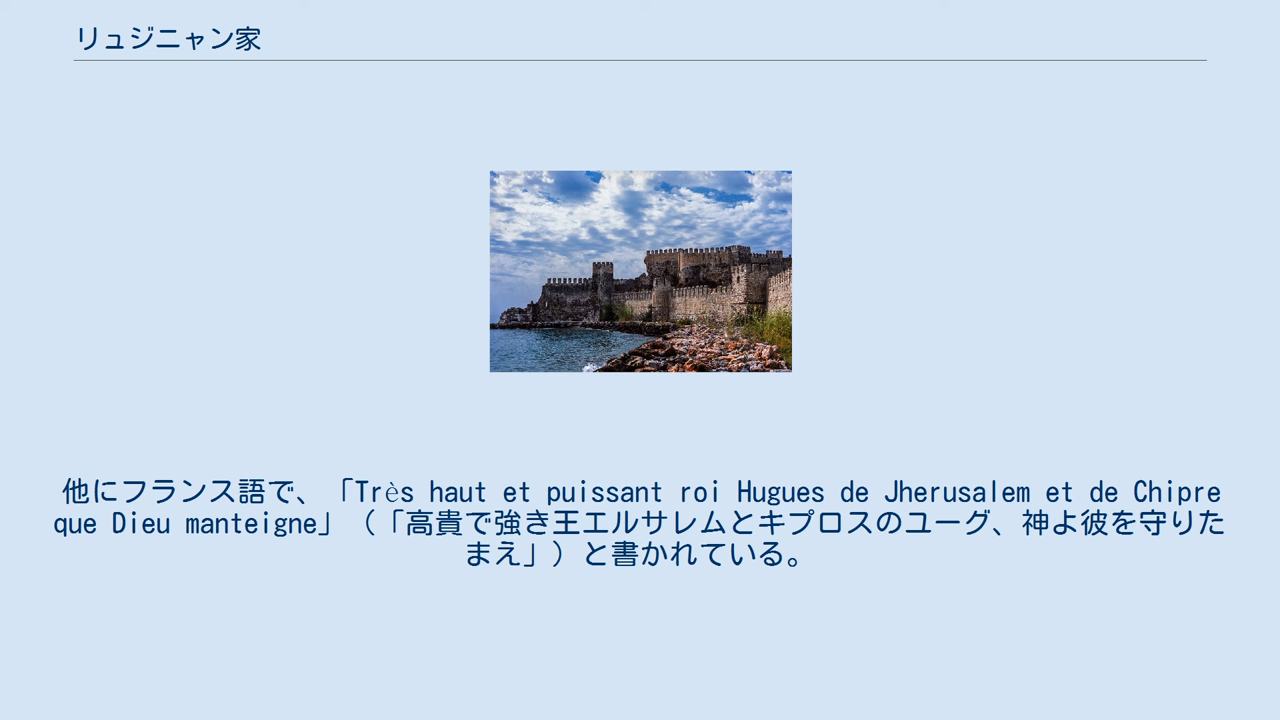 リュジニャン家
他にフランス語で、「Très haut et puissant roi Hugues de Jherusalem et de Chipre
que Dieu manteigne」（「高貴で強き王エルサレムとキプロスのユーグ、神よ彼を守りた
まえ」）と書かれている。